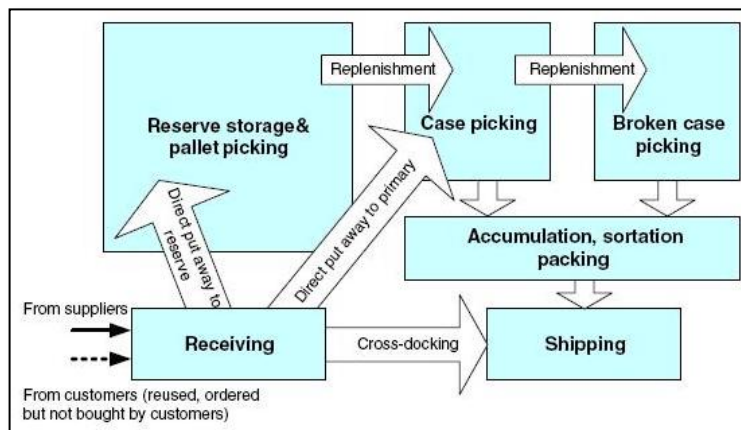 Replenishment
Replenishment
Reserve storage&
pallet picking
Case picking
Broken case
picking
Direct put away to
reserve
Direct put away to primary
Accumulation, sortation
packing
From suppliers
Receiving
Cross-docking
Shipping
From customers (reused, ordered
but not bought by customers)